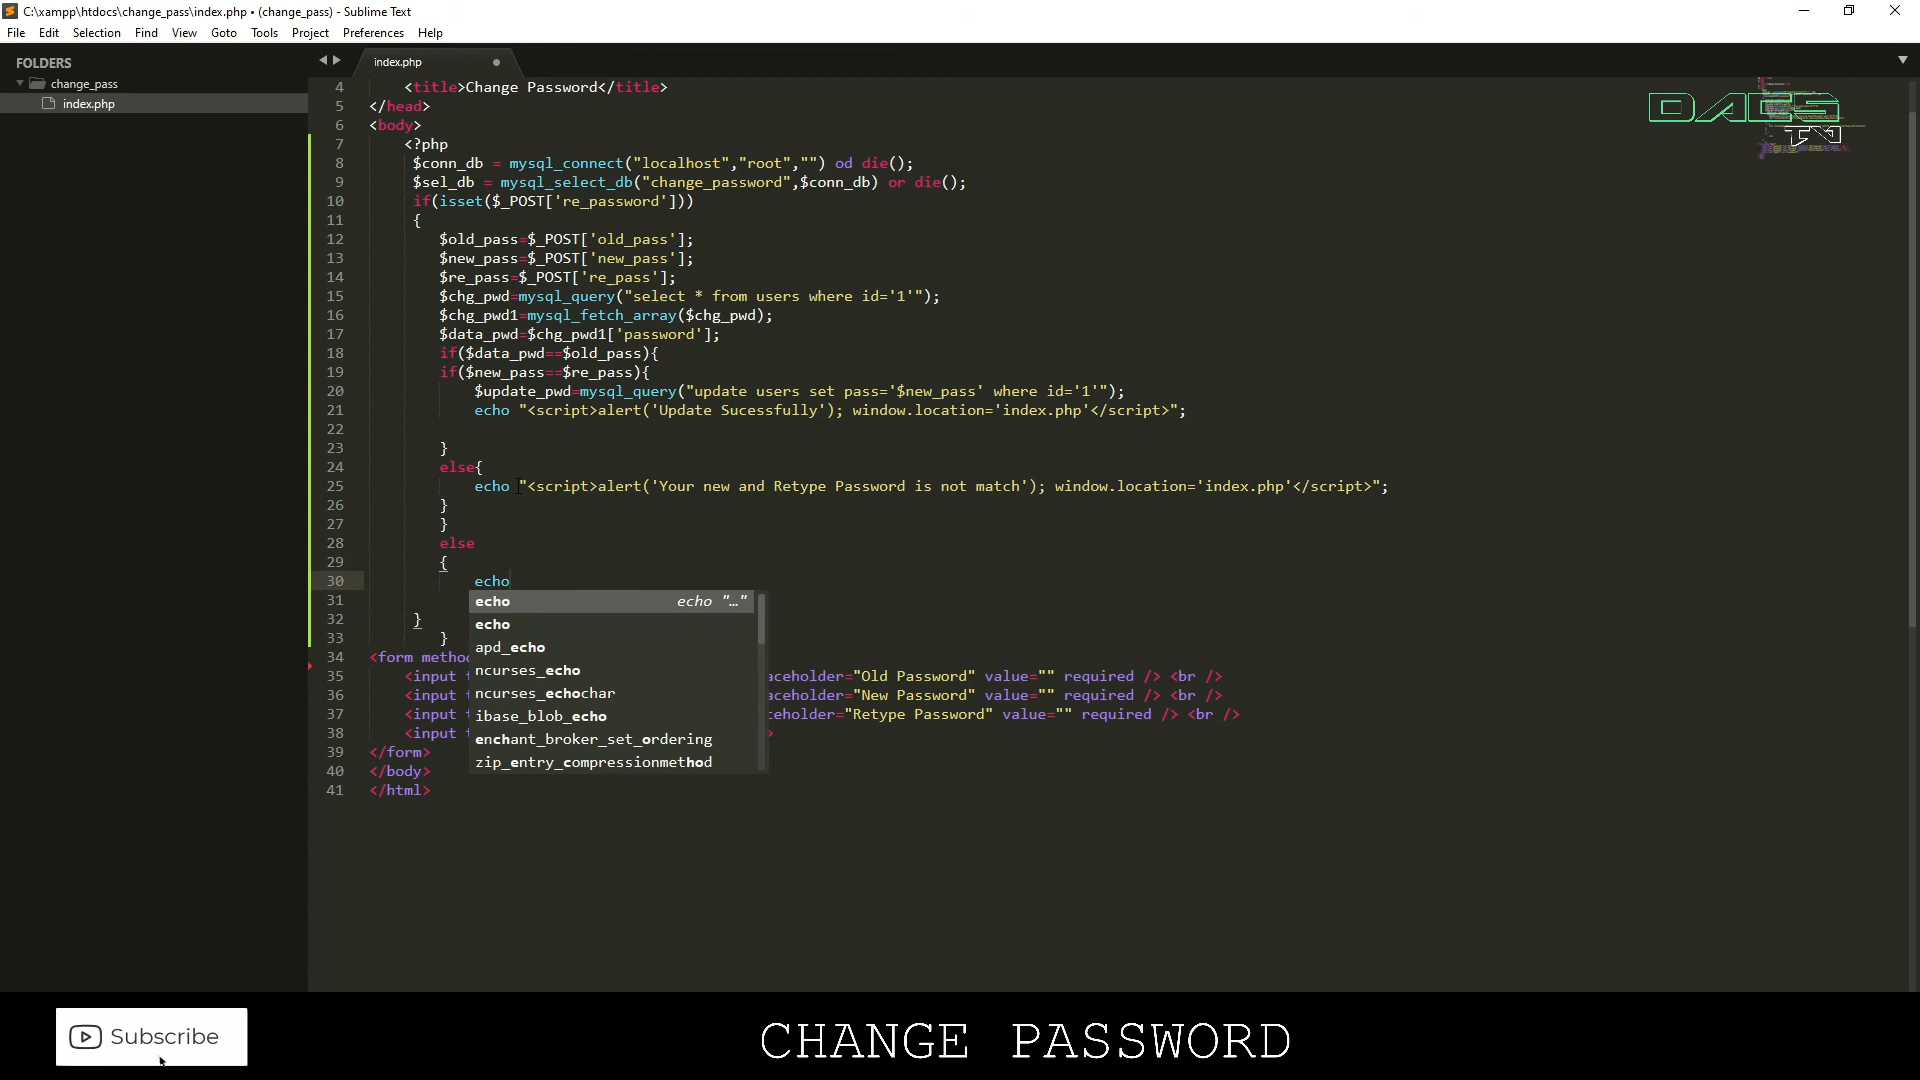 C:\xampp\htdocs\change_pass\index.php • (change_pass) - Sublime Text
File Edit Selection Find View Goto Tools Project Preferences Help
FOLDERS
change_pass
index.php
index.php
4 <title>Change Password</title>
5 </head>
6 <body>
7 <?php
8 $conn_db = mysql_connect("localhost","root","") od die();
9 $sel_db = mysql_select_db("change_password",$conn_db) or die();
10 if(isset($_POST['re_password']))
11 {
12 $old_pass=$_POST['old_pass'];
13 $new_pass=$_POST['new_pass'];
14 $re_pass=$_POST['re_pass'];
15 $chg_pwd=mysql_query("select * from users where id='1'");
16 $chg_pwd1=mysql_fetch_array($chg_pwd);
17 $data_pwd=$chg_pwd1['password'];
18 if($data_pwd==$old_pass){
19 if($new_pass==$re_pass){
20 $update_pwd=mysql_query("update users set pass='$new_pass' where id='1'");
21 echo "<script>alert('Update Sucessfully'); window.location='index.php'</script>";
22
23 }
24 else{
25 echo "<script>alert('Your new and Retype Password is not match'); window.location='index.php'</script>";
26 }
27 }
28 else
29 {
30 echo
31
32 }
33 }
34 <form metho
35 <input aceholder="Old Password" value="" required /> <br />
36 <input aceholder="New Password" value="" required /> <br />
37 <input ceholder="Retype Password" value="" required /> <br />
38 <input >
39 </form>
40 </body>
41 </html>
echo echo "…"
echo
apd_echo
ncurses_echo
ncurses_echochar
ibase_blob_echo
enchant_broker_set_ordering
zip_entry_compressionmethod
Subscribe
CHANGE PASSWORD